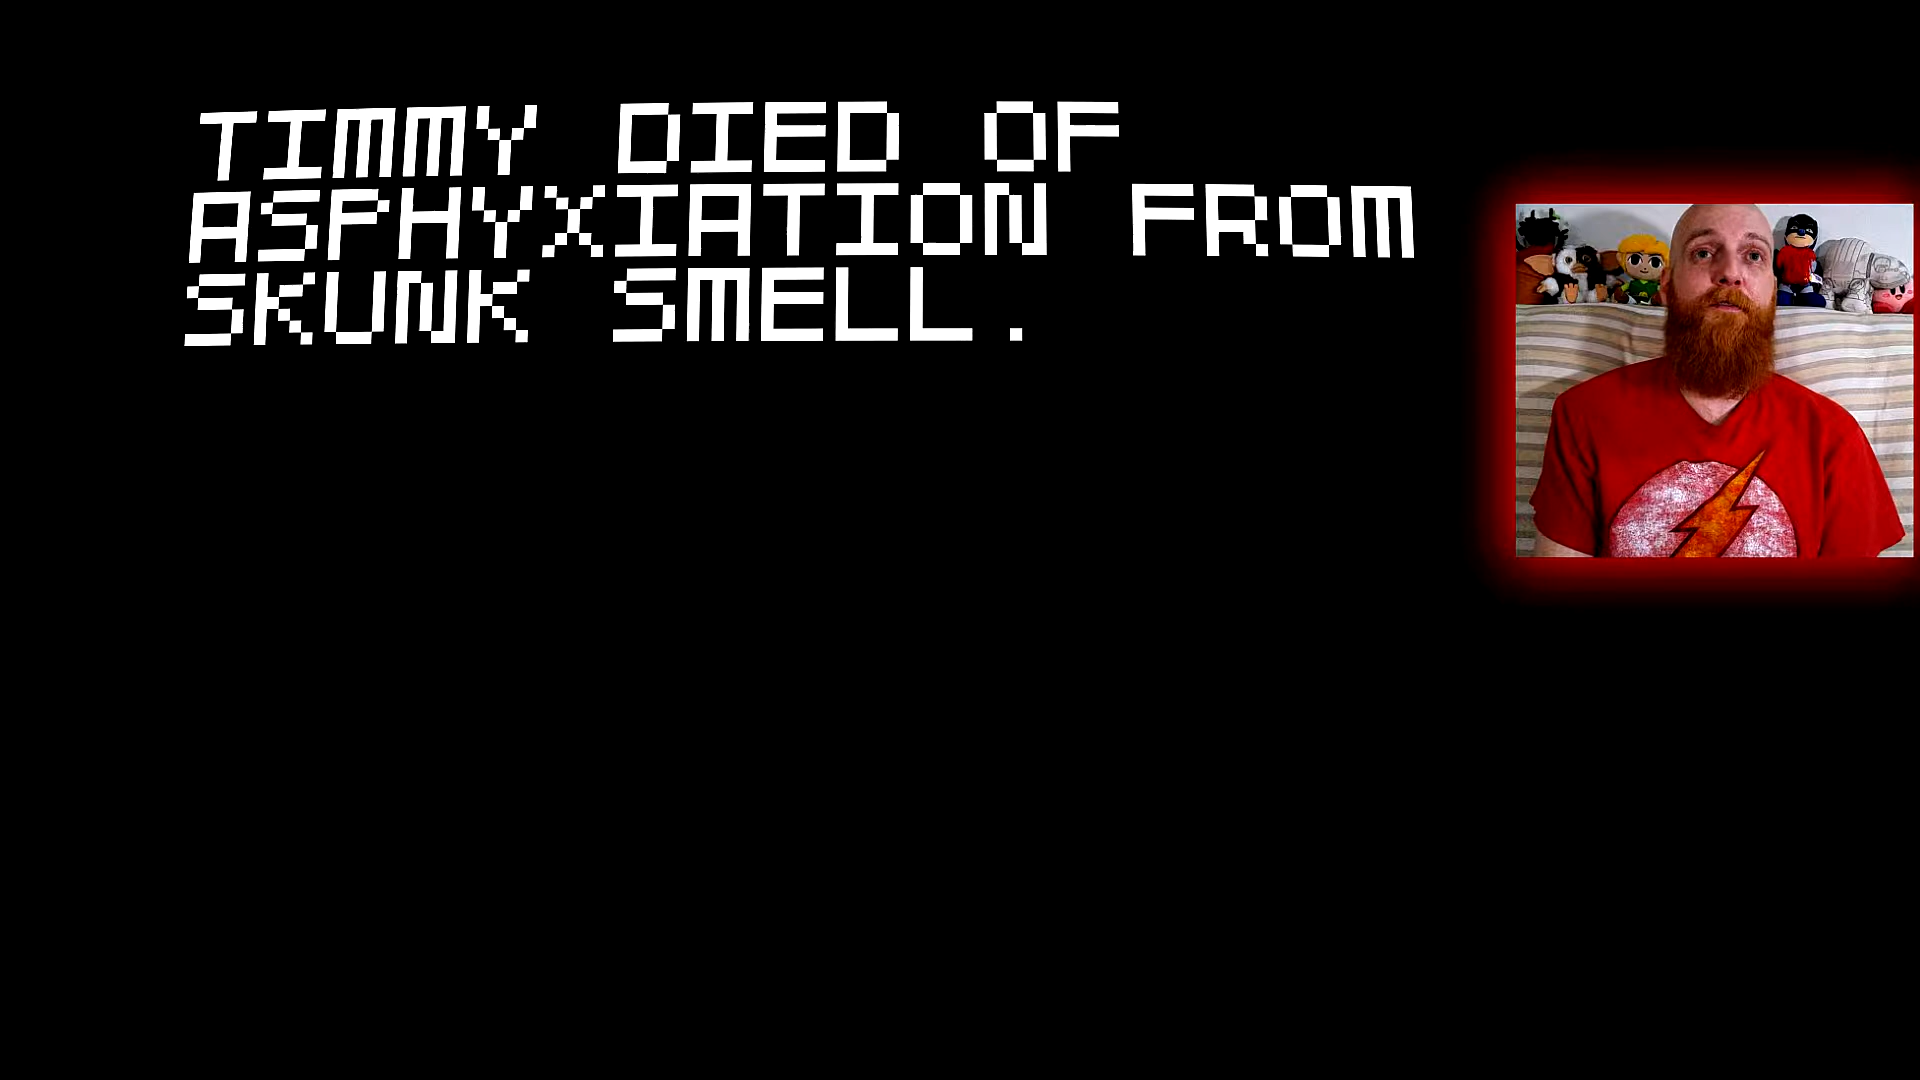 TIMMY DIED OF
ASPHYXIATION FROM
SKUNK SMELL.